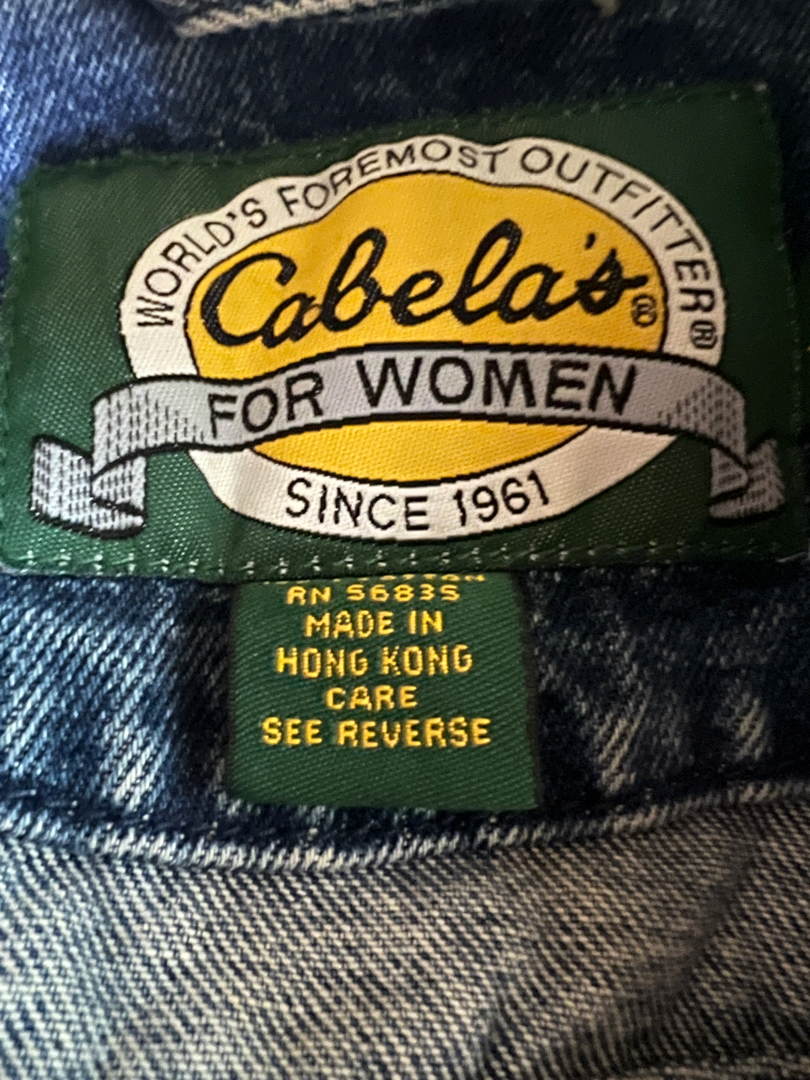 WORLD'S FOREMOST OUTFITTER®
Cabela's®
FOR WOMEN
SINCE 1961
RN 56835
MADE IN
HONG KONG
CARE
SEE REVERSE